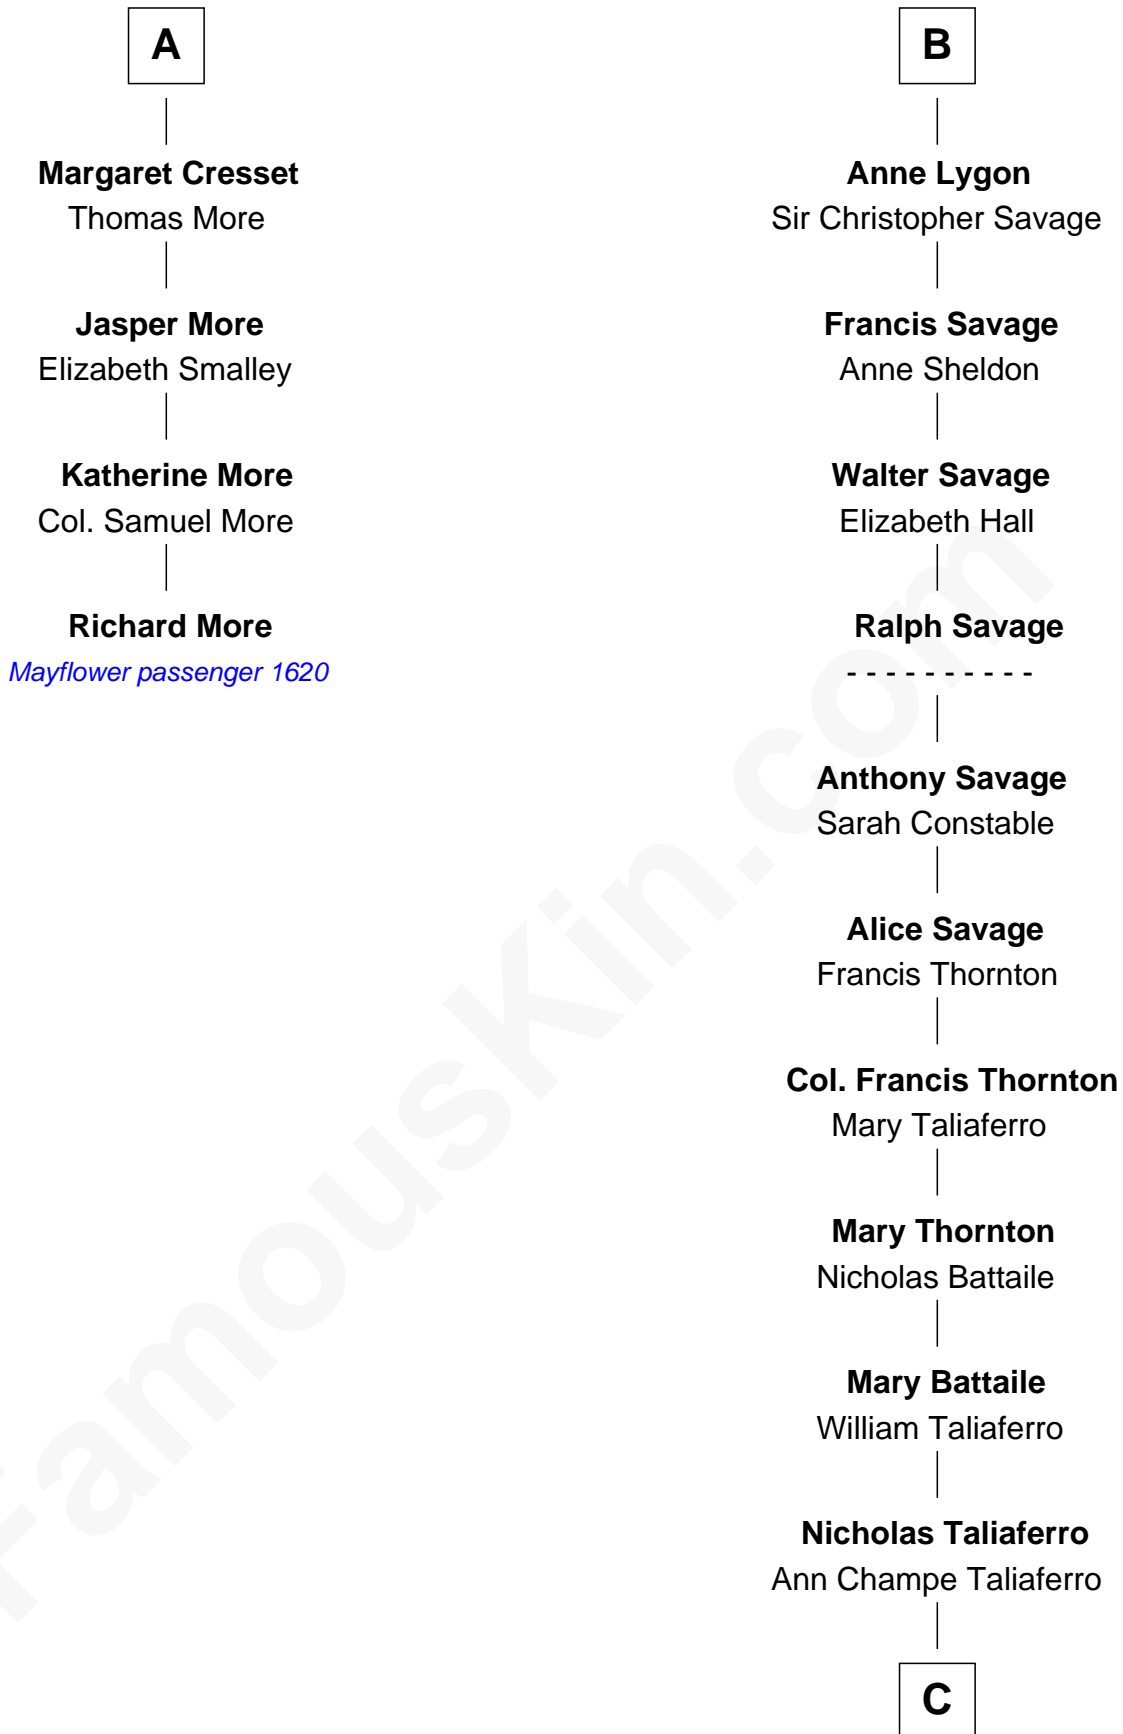 A
Margaret Cresset
Thomas More
Jasper More
Elizabeth Smalley
Katherine More
Col. Samuel More
Richard More
Mayflower passenger 1620
B
Anne Lygon
Sir Christopher Savage
Francis Savage
Anne Sheldon
Walter Savage
Elizabeth Hall
Ralph Savage
- - - - - - - - - -
Anthony Savage
Sarah Constable
Alice Savage
Francis Thornton
Col. Francis Thornton
Mary Taliaferro
Mary Thornton
Nicholas Battaile
Mary Battaile
William Taliaferro
Nicholas Taliaferro
Ann Champe Taliaferro
C
FamousKin.com